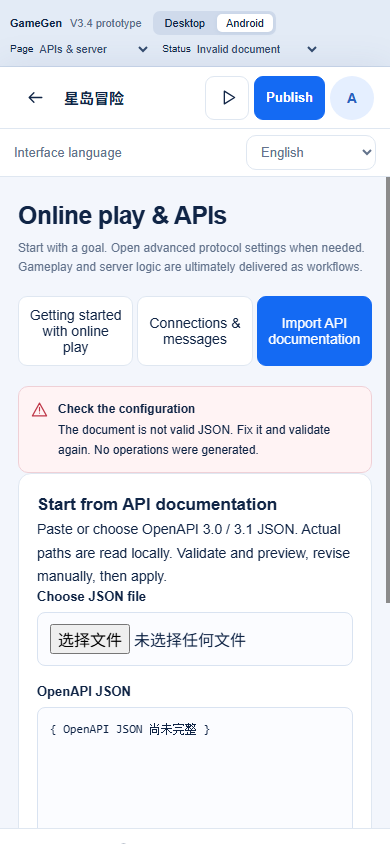 GameGen V3.4 prototype Desktop Android
Page APIs & server Status Invalid document
星岛冒险 Publish A
Interface language English
Online play & APIs
Start with a goal. Open advanced protocol settings when needed.
Gameplay and server logic are ultimately delivered as workflows.
Getting started
with online
play
Connections &
messages
Import API
documentation
Check the configuration
The document is not valid JSON. Fix it and validate
again. No operations were generated.
Start from API documentation
Paste or choose OpenAPI 3.0 / 3.1 JSON. Actual
paths are read locally. Validate and preview, revise
manually, then apply.
Choose JSON file
选择文件 未选择任何文件
OpenAPI JSON
{ OpenAPI JSON 尚未完整 }